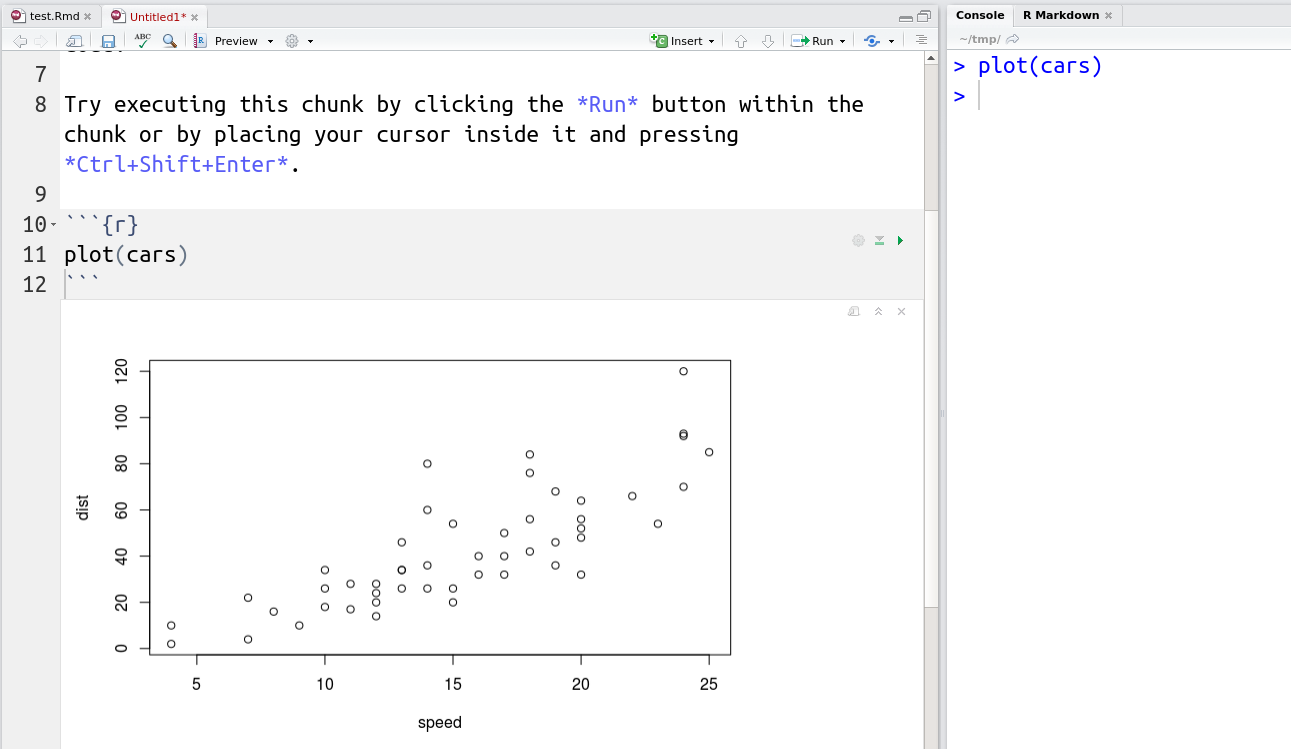 test.Rmd
Untitled1*
Preview
Insert
Run
7
8 Try executing this chunk by clicking the *Run* button within the
chunk or by placing your cursor inside it and pressing
*Ctrl+Shift+Enter*.
9
10 ```{r}
11 plot(cars)
12 ```
120
100
80
60
40
20
0
dist
5 10 15 20 25
speed
Console
R Markdown
~/tmp/
> plot(cars)
>